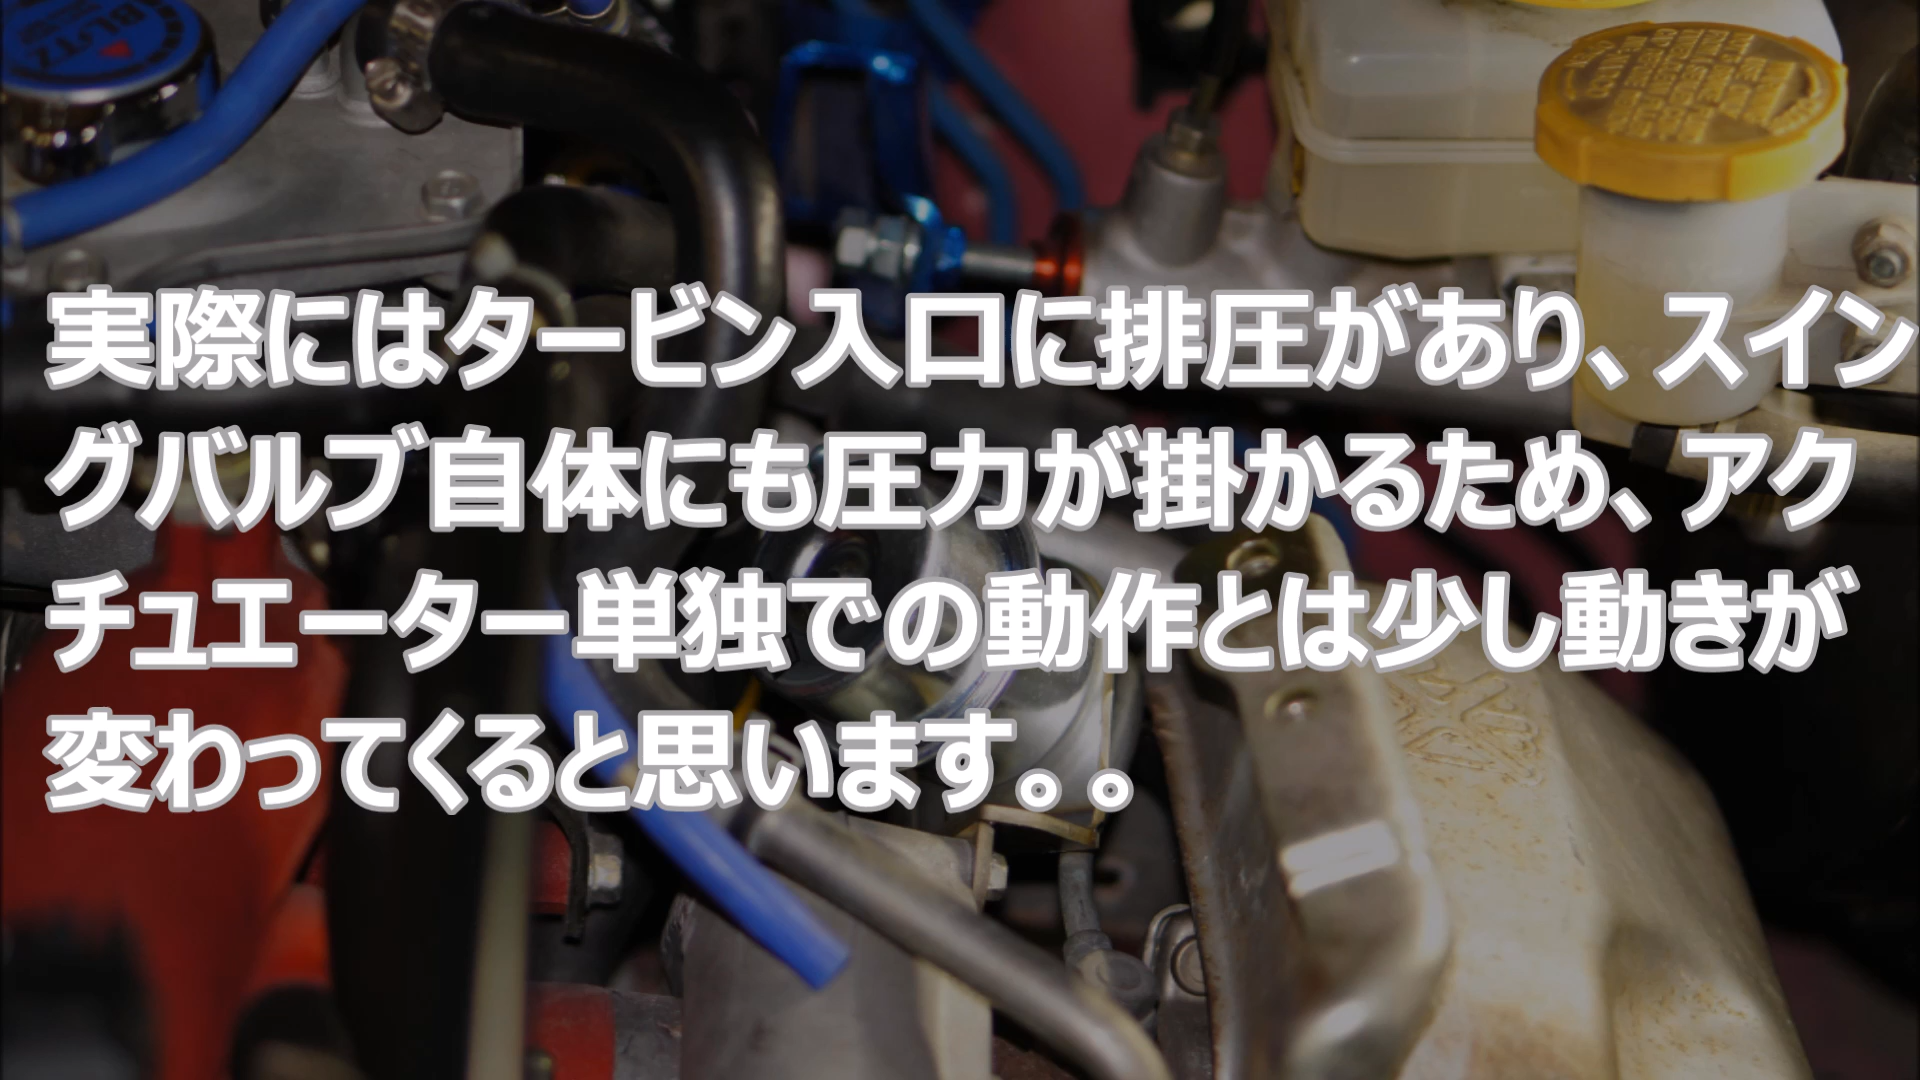 BLITZ
実際にはタービン入口に排圧があり、スイン
グバルブ自体にも圧力が掛かるため、アク
チュエーター単独での動作とは少し動きが
変わってくると思います。。